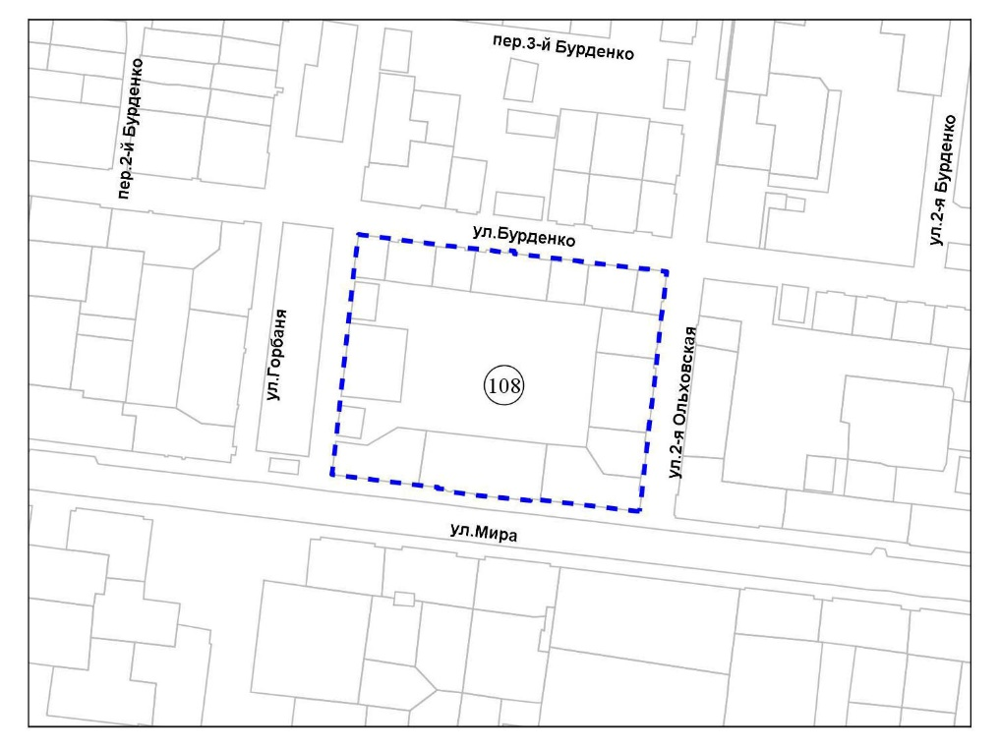 пер.3-й Бурденко
пер.2-й Бурденко
ул.2-я Бурденко
ул.Бурденко
ул.Горбаня
ул.2-я Ольховская
108
ул.Мира